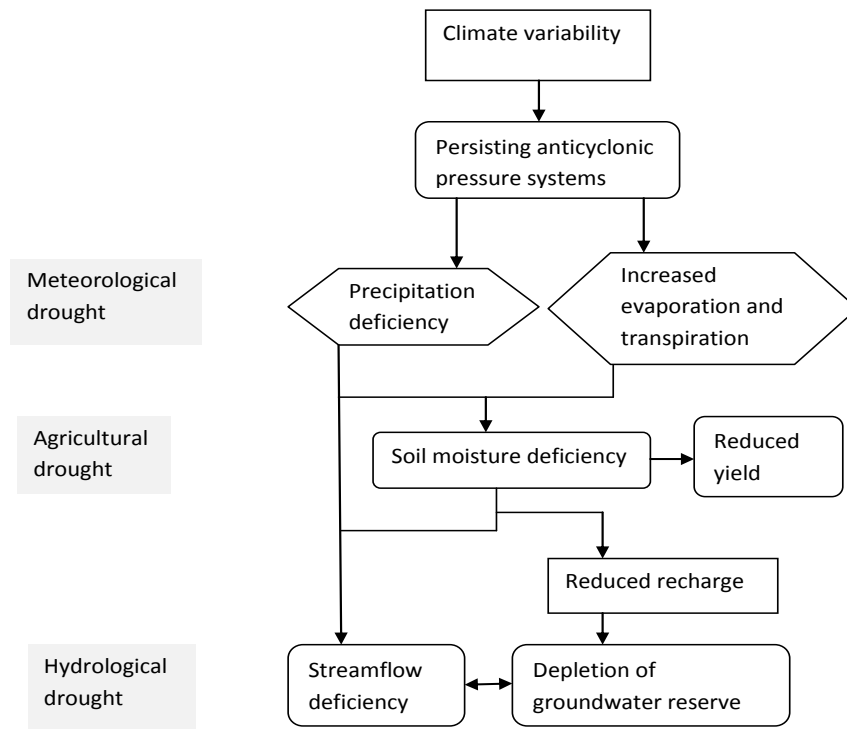 Climate variability
Persisting anticyclonic
pressure systems
Meteorological
drought
Precipitation
deficiency
Increased
evaporation and
transpiration
Agricultural
drought
Soil moisture deficiency
Reduced
yield
Reduced recharge
Hydrological
drought
Streamflow
deficiency
Depletion of
groundwater reserve